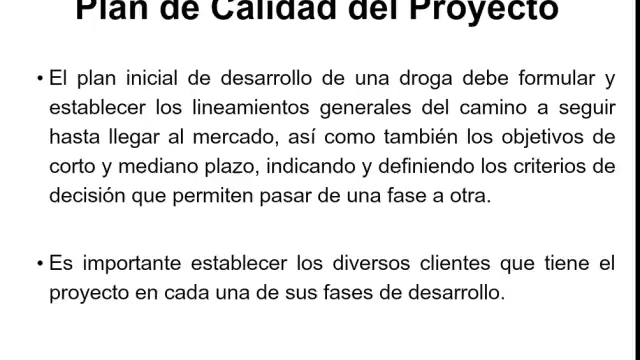 Plan de Calidad del Proyecto
• El plan inicial de desarrollo de una droga debe formular y
establecer los lineamientos generales del camino a seguir
hasta llegar al mercado, así como también los objetivos de
corto y mediano plazo, indicando y definiendo los criterios de
decisión que permiten pasar de una fase a otra.
• Es importante establecer los diversos clientes que tiene el
proyecto en cada una de sus fases de desarrollo.